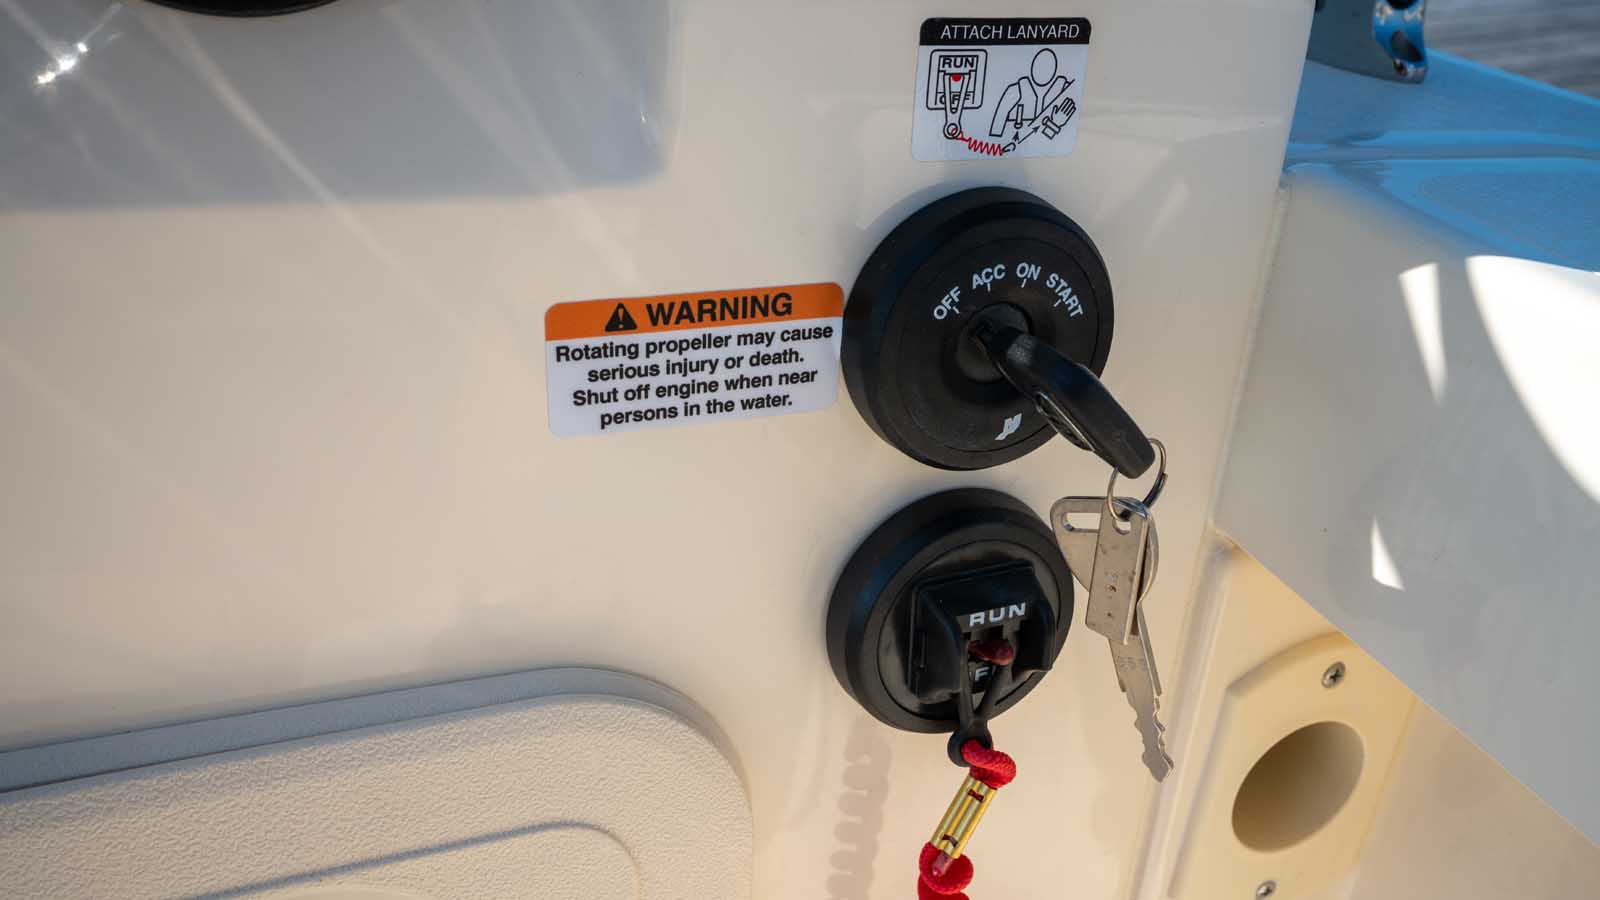 ATTACH LANYARD
RUN
OFF
WARNING
Rotating propeller may cause
serious injury or death.
Shut off engine when near
persons in the water.
OFF ACC ON START
RUN